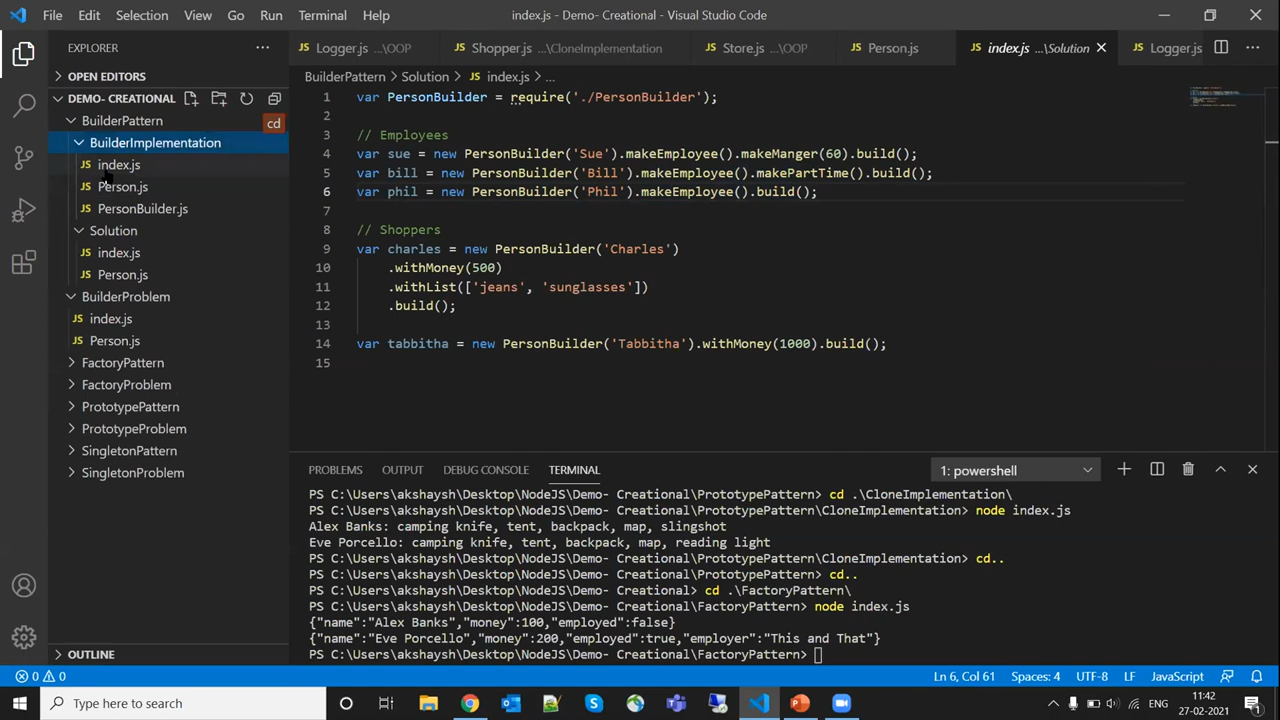 File Edit Selection View Go Run Terminal Help index.js - Demo- Creational - Visual Studio Code
EXPLORER
OPEN EDITORS
DEMO- CREATIONAL
BuilderPattern
cd
BuilderImplementation
index.js
Person.js
PersonBuilder.js
Solution
index.js
Person.js
BuilderProblem
index.js
Person.js
FactoryPattern
FactoryProblem
PrototypePattern
PrototypeProblem
SingletonPattern
SingletonProblem
OUTLINE
Logger.js ...\OOP Shopper.js ...\CloneImplementation Store.js ...\OOP Person.js index.js ...\Solution Logger.js
BuilderPattern > Solution > JS index.js > ...
1 var PersonBuilder = require('./PersonBuilder');
2
3 // Employees
4 var sue = new PersonBuilder('Sue').makeEmployee().makeManger(60).build();
5 var bill = new PersonBuilder('Bill').makeEmployee().makePartTime().build();
6 var phil = new PersonBuilder('Phil').makeEmployee().build();
7
8 // Shoppers
9 var charles = new PersonBuilder('Charles')
10 .withMoney(500)
11 .withList(['jeans', 'sunglasses'])
12 .build();
13
14 var tabbitha = new PersonBuilder('Tabbitha').withMoney(1000).build();
15
PROBLEMS OUTPUT DEBUG CONSOLE TERMINAL 1: powershell
PS C:\Users\akshaysh\Desktop\NodeJS\Demo- Creational\PrototypePattern> cd .\CloneImplementation\
PS C:\Users\akshaysh\Desktop\NodeJS\Demo- Creational\PrototypePattern\CloneImplementation> node index.js
Alex Banks: camping knife, tent, backpack, map, slingshot
Eve Porcello: camping knife, tent, backpack, map, reading light
PS C:\Users\akshaysh\Desktop\NodeJS\Demo- Creational\PrototypePattern\CloneImplementation> cd..
PS C:\Users\akshaysh\Desktop\NodeJS\Demo- Creational\PrototypePattern> cd..
PS C:\Users\akshaysh\Desktop\NodeJS\Demo- Creational> cd .\FactoryPattern\
PS C:\Users\akshaysh\Desktop\NodeJS\Demo- Creational\FactoryPattern> node index.js
{"name":"Alex Banks","money":100,"employed":false}
{"name":"Eve Porcello","money":200,"employed":true,"employer":"This and That"}
PS C:\Users\akshaysh\Desktop\NodeJS\Demo- Creational\FactoryPattern>
0 0 Ln 6, Col 61 Spaces: 4 UTF-8 LF JavaScript
Type here to search ENG 11:42
27-02-2021